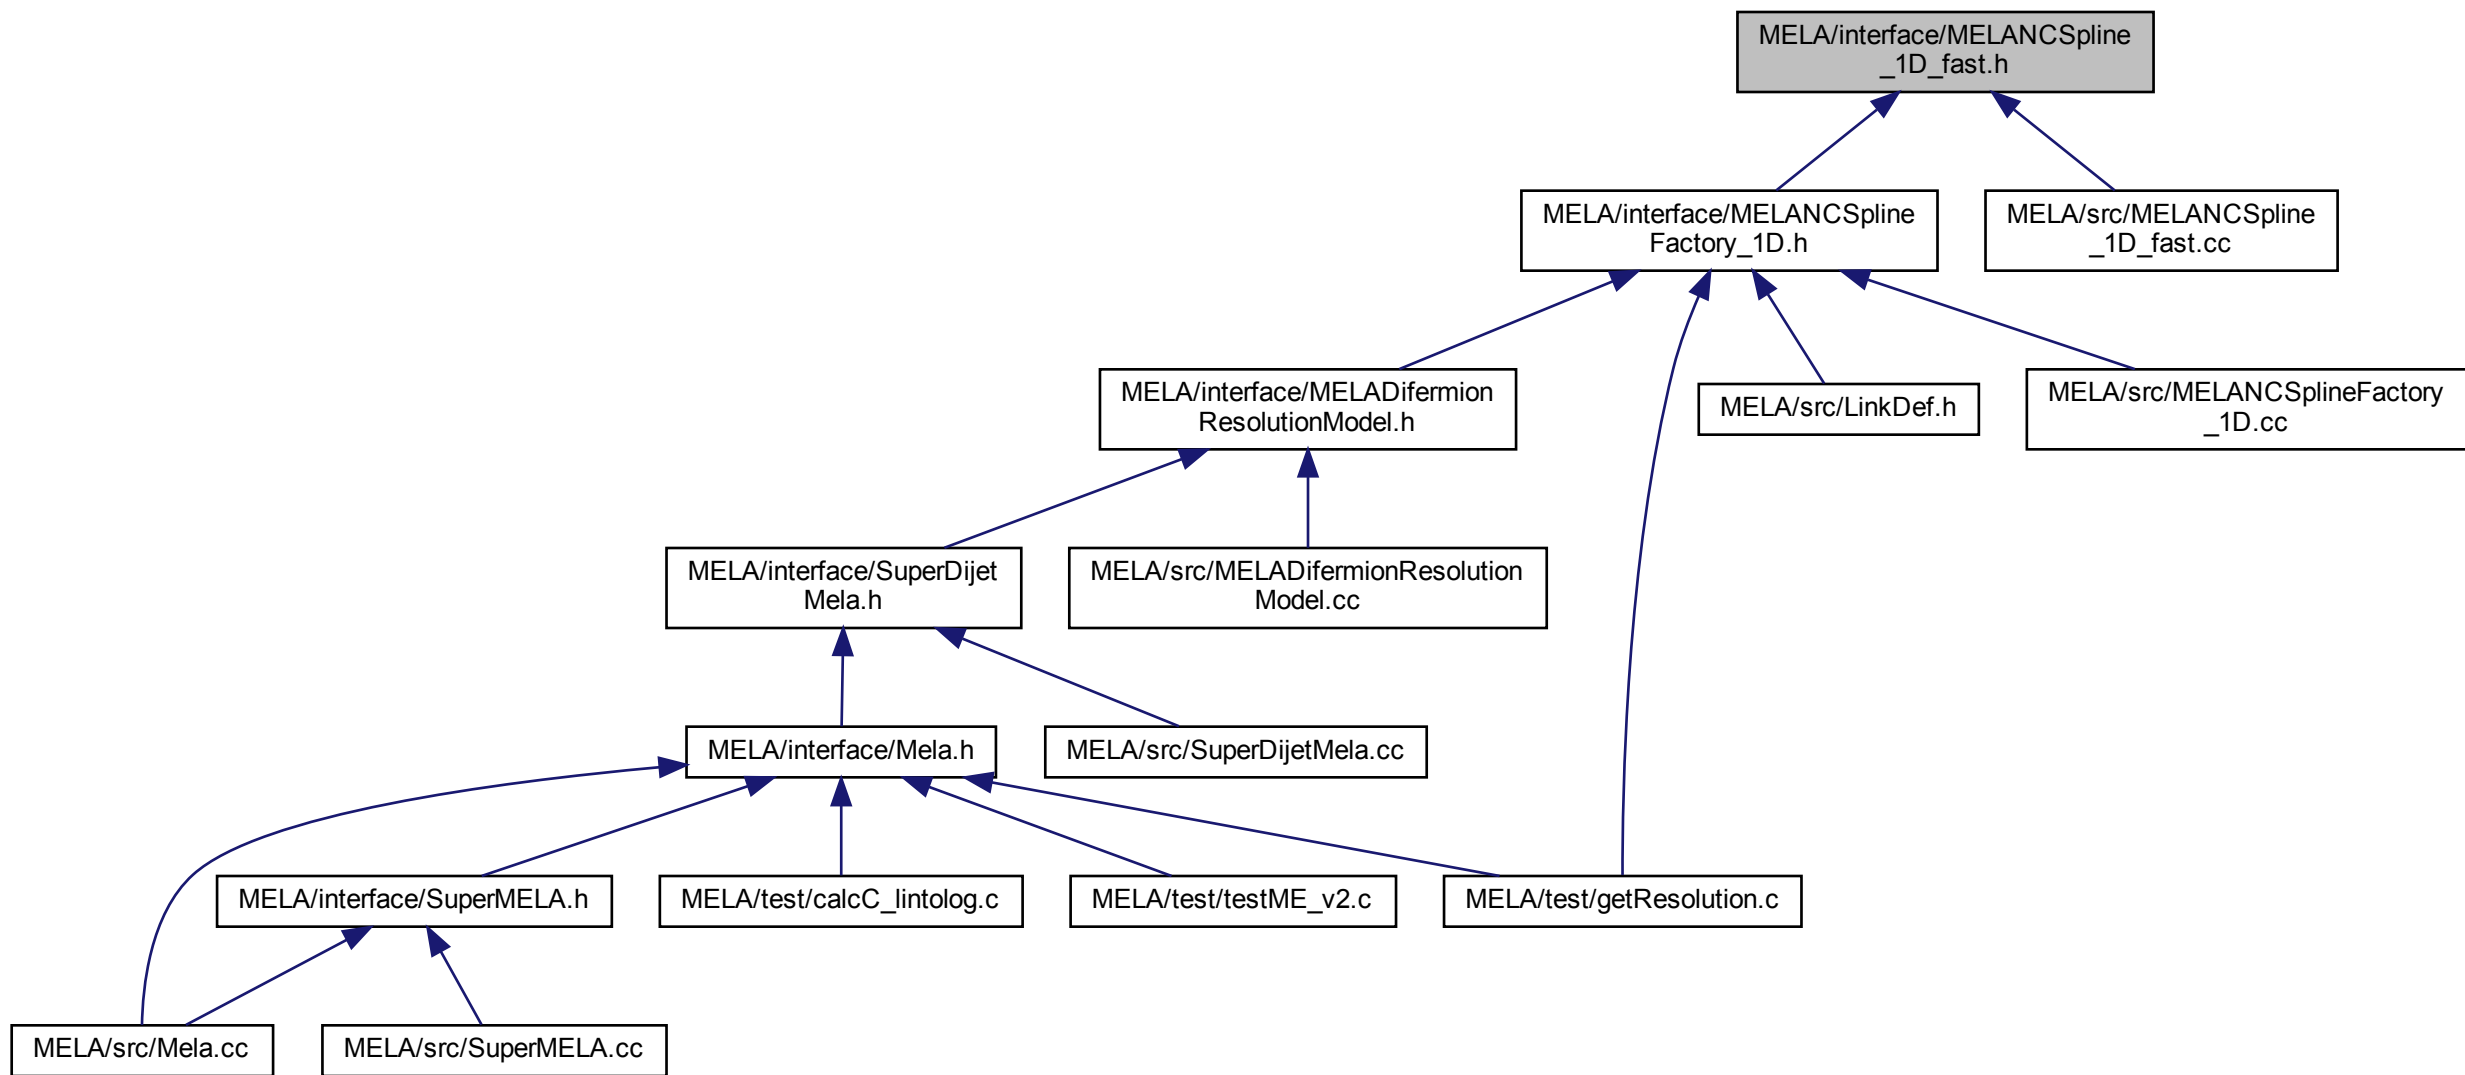 MELA/interface/MELANCSpline
_1D_fast.h
MELA/interface/MELANCSpline
Factory_1D.h
MELA/src/MELANCSpline
_1D_fast.cc
MELA/interface/MELADifermion
ResolutionModel.h
MELA/src/LinkDef.h
MELA/src/MELANCSplineFactory
_1D.cc
MELA/interface/SuperDijet
Mela.h
MELA/src/MELADifermionResolution
Model.cc
MELA/interface/Mela.h
MELA/src/SuperDijetMela.cc
MELA/interface/SuperMELA.h
MELA/test/calcC_lintolog.c
MELA/test/testME_v2.c
MELA/test/getResolution.c
MELA/src/Mela.cc
MELA/src/SuperMELA.cc